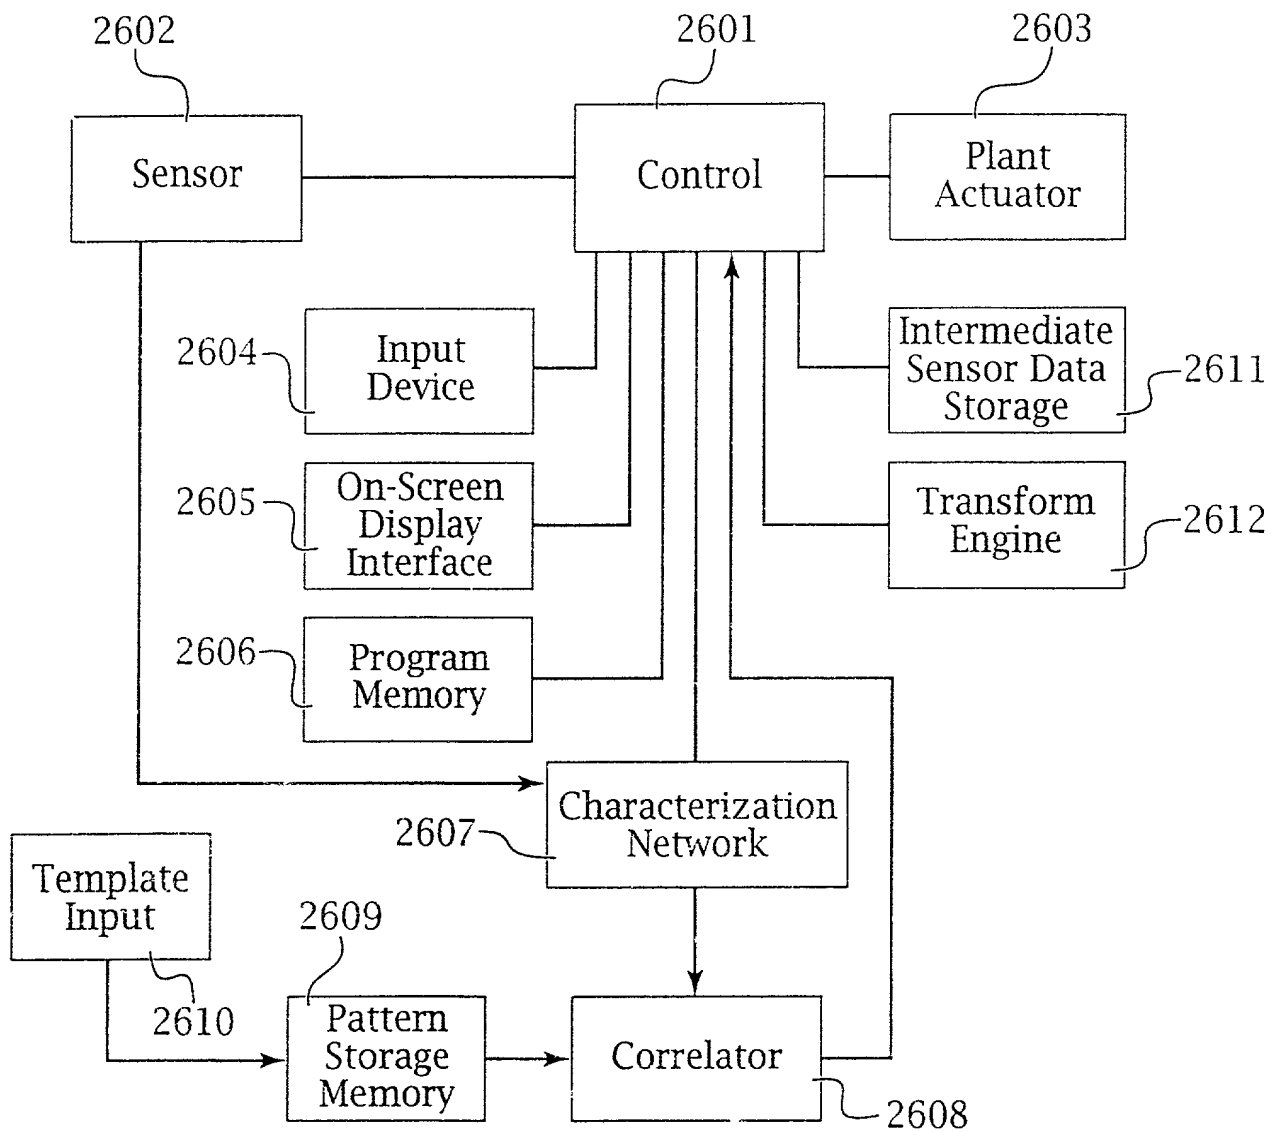 2602
2601
2603
Sensor
Control
Plant
Actuator
2604
Input
Device
Intermediate
Sensor Data
Storage
2611
2605
On-Screen
Display
Interface
Transform
Engine
2612
2606
Program
Memory
2607
Characterization
Network
Template
Input
2610
2609
Pattern
Storage
Memory
Correlator
2608